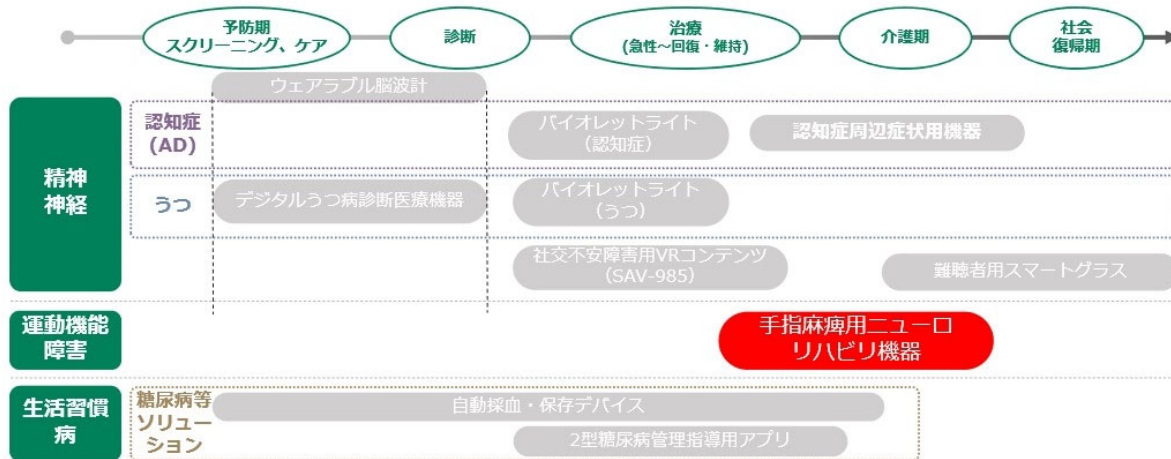 予防期
スクリーニング、ケア
診断
治療
(急性～回復・維持)
介護期
社会
復帰期
ウェアラブル脳波計
精神
神経
認知症
(AD)
バイオレットライト
(認知症)
認知症周辺症状用機器
うつ
デジタルうつ病診断医療機器
バイオレットライト
(うつ)
社交不安障害用VRコンテンツ
(SAV-985)
難聴者用スマートグラス
運動機能
障害
手指麻痺用ニューロ
リハビリ機器
生活習慣
病
糖尿病等
ソリュー
ション
自動採血・保存デバイス
2型糖尿病管理指導用アプリ